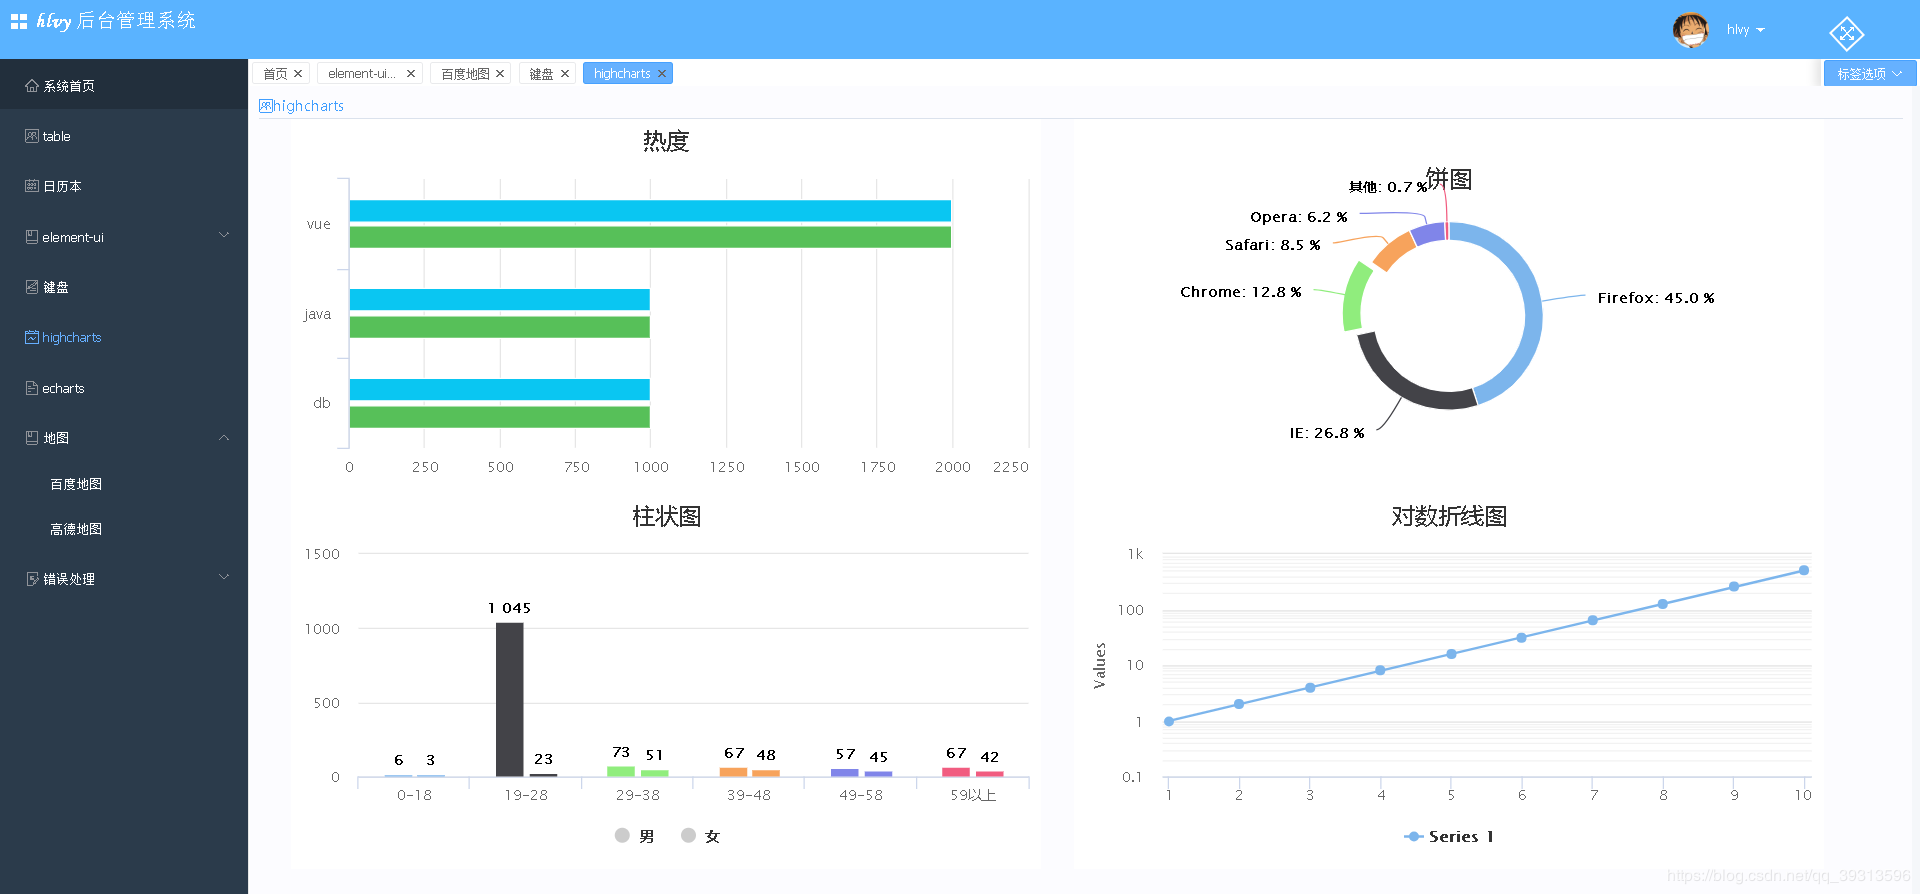 hlvy 后台管理系统
hlvy
系统首页
table
日历本
element-ui
键盘
highcharts
echarts
地图
百度地图
高德地图
错误处理
首页 ✕ element-ui... ✕ 百度地图 ✕ 键盘 ✕ highcharts ✕
标签选项
highcharts
热度
vue
java
db
0 250 500 750 1000 1250 1500 1750 2000 2250
饼图
其他: 0.7 %
Opera: 6.2 %
Safari: 8.5 %
Chrome: 12.8 %
Firefox: 45.0 %
IE: 26.8 %
柱状图
1500
1000
500
0
1 045
6 3 23 73 51 67 48 57 45 67 42
0-18 19-28 29-38 39-48 49-58 59以上
男 女
对数折线图
Values
1k
100
10
1
0.1
1 2 3 4 5 6 7 8 9 10
Series 1
https://blog.csdn.net/qq_39313596